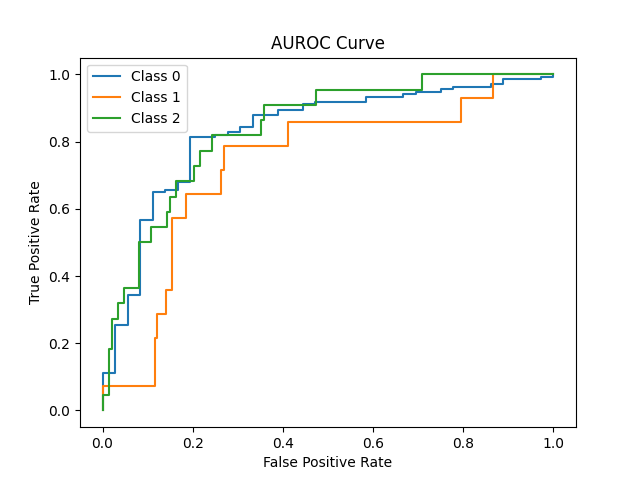 AUROC Curve
Class 0
Class 1
Class 2
1.0
0.8
0.6
0.4
0.2
0.0
True Positive Rate
0.0 0.2 0.4 0.6 0.8 1.0
False Positive Rate